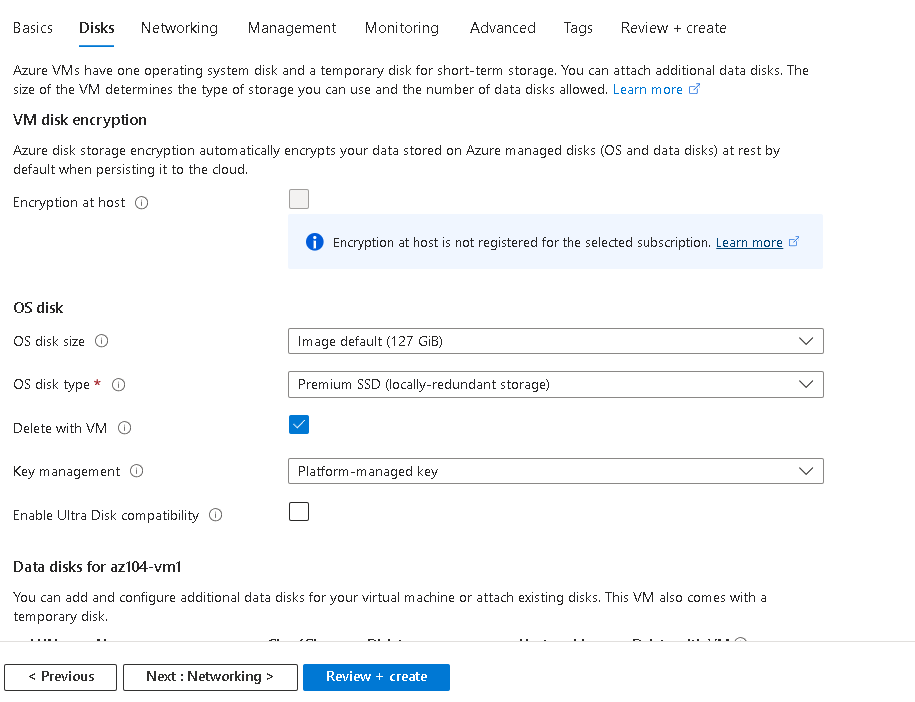 Basics Disks Networking Management Monitoring Advanced Tags Review + create
Azure VMs have one operating system disk and a temporary disk for short-term storage. You can attach additional data disks. The
size of the VM determines the type of storage you can use and the number of data disks allowed. Learn more
VM disk encryption
Azure disk storage encryption automatically encrypts your data stored on Azure managed disks (OS and data disks) at rest by
default when persisting it to the cloud.
Encryption at host
Encryption at host is not registered for the selected subscription. Learn more
OS disk
OS disk size Image default (127 GiB)
OS disk type * Premium SSD (locally-redundant storage)
Delete with VM
Key management Platform-managed key
Enable Ultra Disk compatibility
Data disks for az104-vm1
You can add and configure additional data disks for your virtual machine or attach existing disks. This VM also comes with a
temporary disk.
< Previous Next : Networking > Review + create